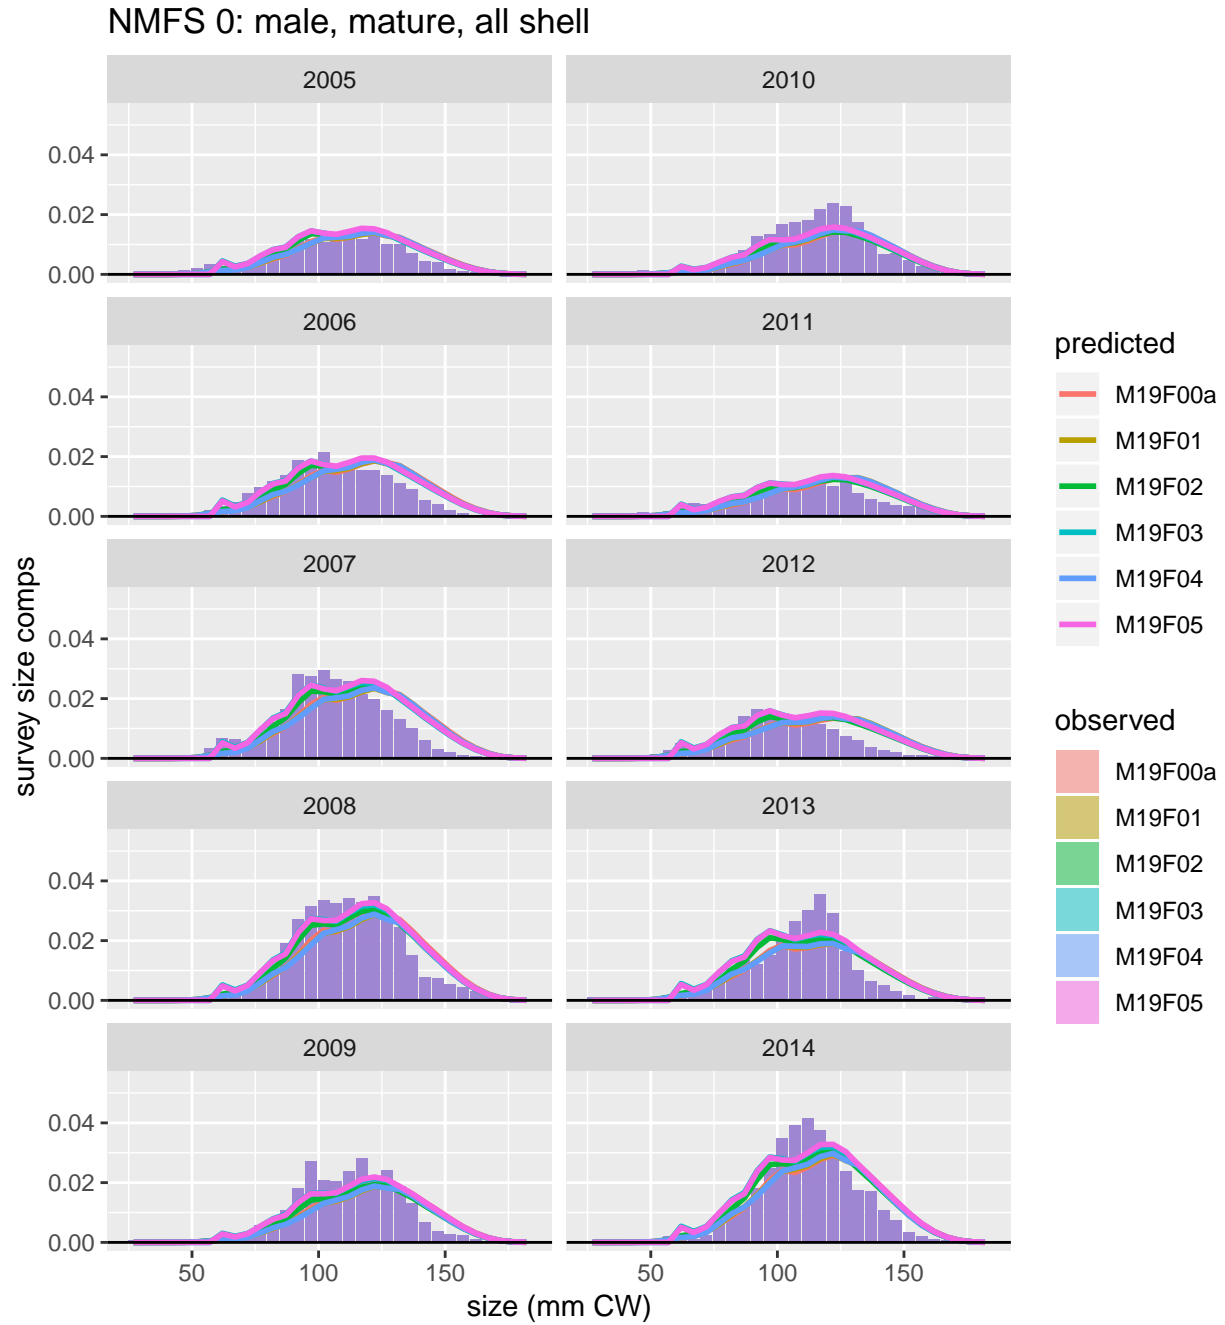 NMFS 0: male, mature, all shell
2005
2010
0.04
0.02
0.00
2006
2011
0.04
0.02
0.00
2007
2012
0.04
0.02
0.00
2008
2013
0.04
0.02
0.00
2009
2014
0.04
0.02
0.00
50
100
150
50
100
150
size (mm CW)
survey size comps
predicted
M19F00a
M19F01
M19F02
M19F03
M19F04
M19F05
observed
M19F00a
M19F01
M19F02
M19F03
M19F04
M19F05